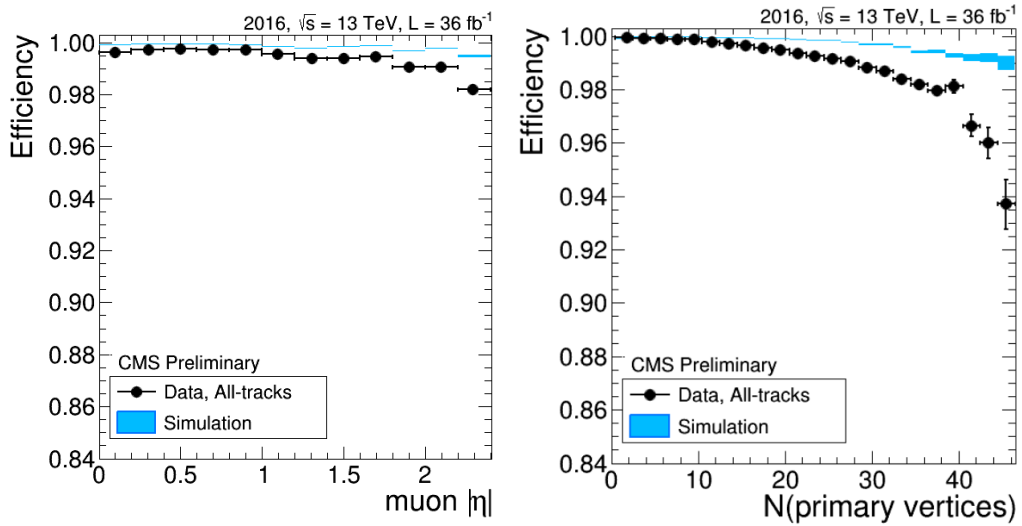 2016, √s = 13 TeV, L = 36 fb-1
Efficiency
1.00
0.98
0.96
0.94
0.92
0.90
0.88
0.86
0.84
CMS Preliminary
Data, All-tracks
Simulation
0 0.5 1 1.5 2
muon |η|
2016, √s = 13 TeV, L = 36 fb-1
Efficiency
1.00
0.98
0.96
0.94
0.92
0.90
0.88
0.86
0.84
CMS Preliminary
Data, All-tracks
Simulation
0 10 20 30 40
N(primary vertices)